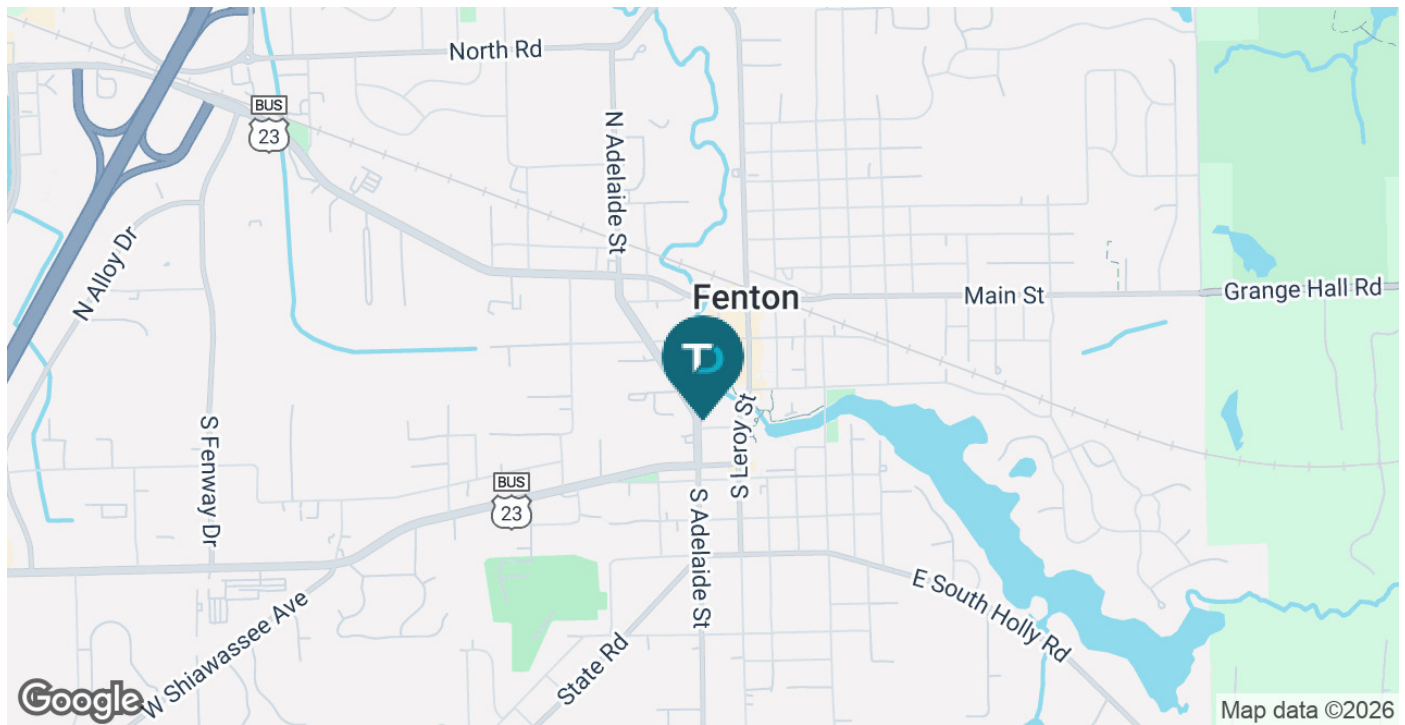 North Rd
BUS
23
N Adelaide St
N Alloy Dr
Fenton
Main St
Grange Hall Rd
TD
S Leroy St
S Fenway Dr
BUS
23
S Adelaide St
E South Holly Rd
W Shiawassee Ave
State Rd
Google
Map data ©2026